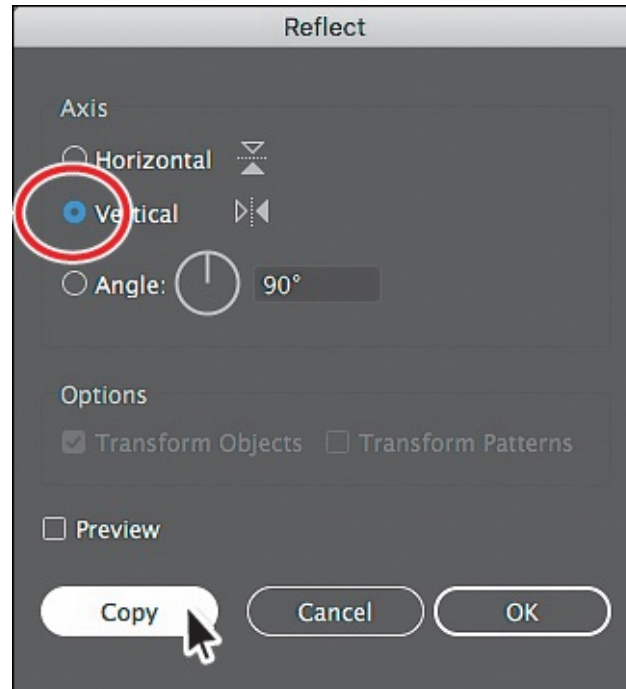 Reflect
Axis
Horizontal
Vertical
Angle: 90°
Options
Transform Objects Transform Patterns
Preview
Copy Cancel OK